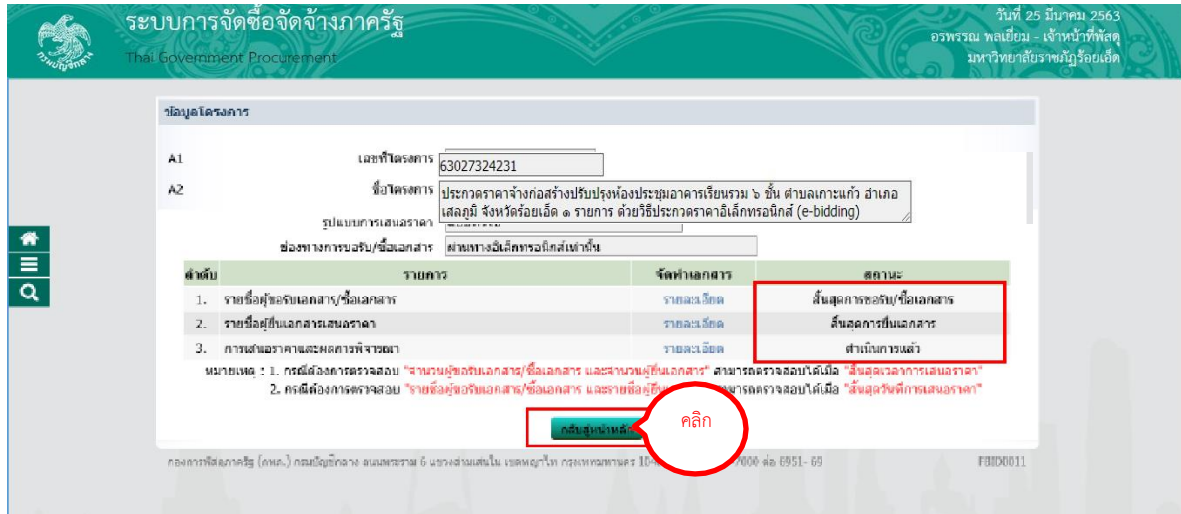 ระบบการจัดซื้อจัดจ้างภาครัฐ
Thai Government Procurement
วันที่ 25 มีนาคม 2563
อรพรรณ พลเยี่ยม - เจ้าหน้าที่พัสดุ
มหาวิทยาลัยราชภัฏร้อยเอ็ด
กรมบัญชีกลาง
ข้อมูลโครงการ
A1 เลขที่โครงการ 63027324231
A2 ชื่อโครงการ ประกวดราคาจ้างก่อสร้างปรับปรุงห้องประชุมอาคารเรียนรวม ๖ ชั้น ตำบลเกาะแก้ว อำเภอ
เสลภูมิ จังหวัดร้อยเอ็ด ๑ รายการ ด้วยวิธีประกวดราคาอิเล็กทรอนิกส์ (e-bidding)
รูปแบบการเสนอราคา
ช่องทางการขอรับ/ซื้อเอกสาร ผ่านทางอิเล็กทรอนิกส์เท่านั้น
ลำดับ รายการ จัดทำเอกสาร สถานะ
1. รายชื่อผู้ขอรับเอกสาร/ซื้อเอกสาร รายละเอียด สิ้นสุดการขอรับ/ซื้อเอกสาร
2. รายชื่อผู้ยื่นเอกสารเสนอราคา รายละเอียด สิ้นสุดการยื่นเอกสาร
3. การเสนอราคาและผลการพิจารณา รายละเอียด ดำเนินการแล้ว
หมายเหตุ : 1. กรณีต้องการตรวจสอบ "จำนวนผู้ขอรับเอกสาร/ซื้อเอกสาร และจำนวนผู้ยื่นเอกสาร" สามารถตรวจสอบได้เมื่อ "สิ้นสุดเวลาการเสนอราคา"
2. กรณีต้องการตรวจสอบ "รายชื่อผู้ขอรับเอกสาร/ซื้อเอกสาร และรายชื่อผู้ยื่น ตรวจสอบได้เมื่อ "สิ้นสุดวันที่การเสนอราคา"
กลับสู่หน้าหลัก
คลิก
กองการพัสดุภาครัฐ (กพภ.) กรมบัญชีกลาง ถนนพระราม 6 แขวงสามเสนใน เขตพญาไท กรุงเทพมหานคร 7000 ต่อ 6951- 69